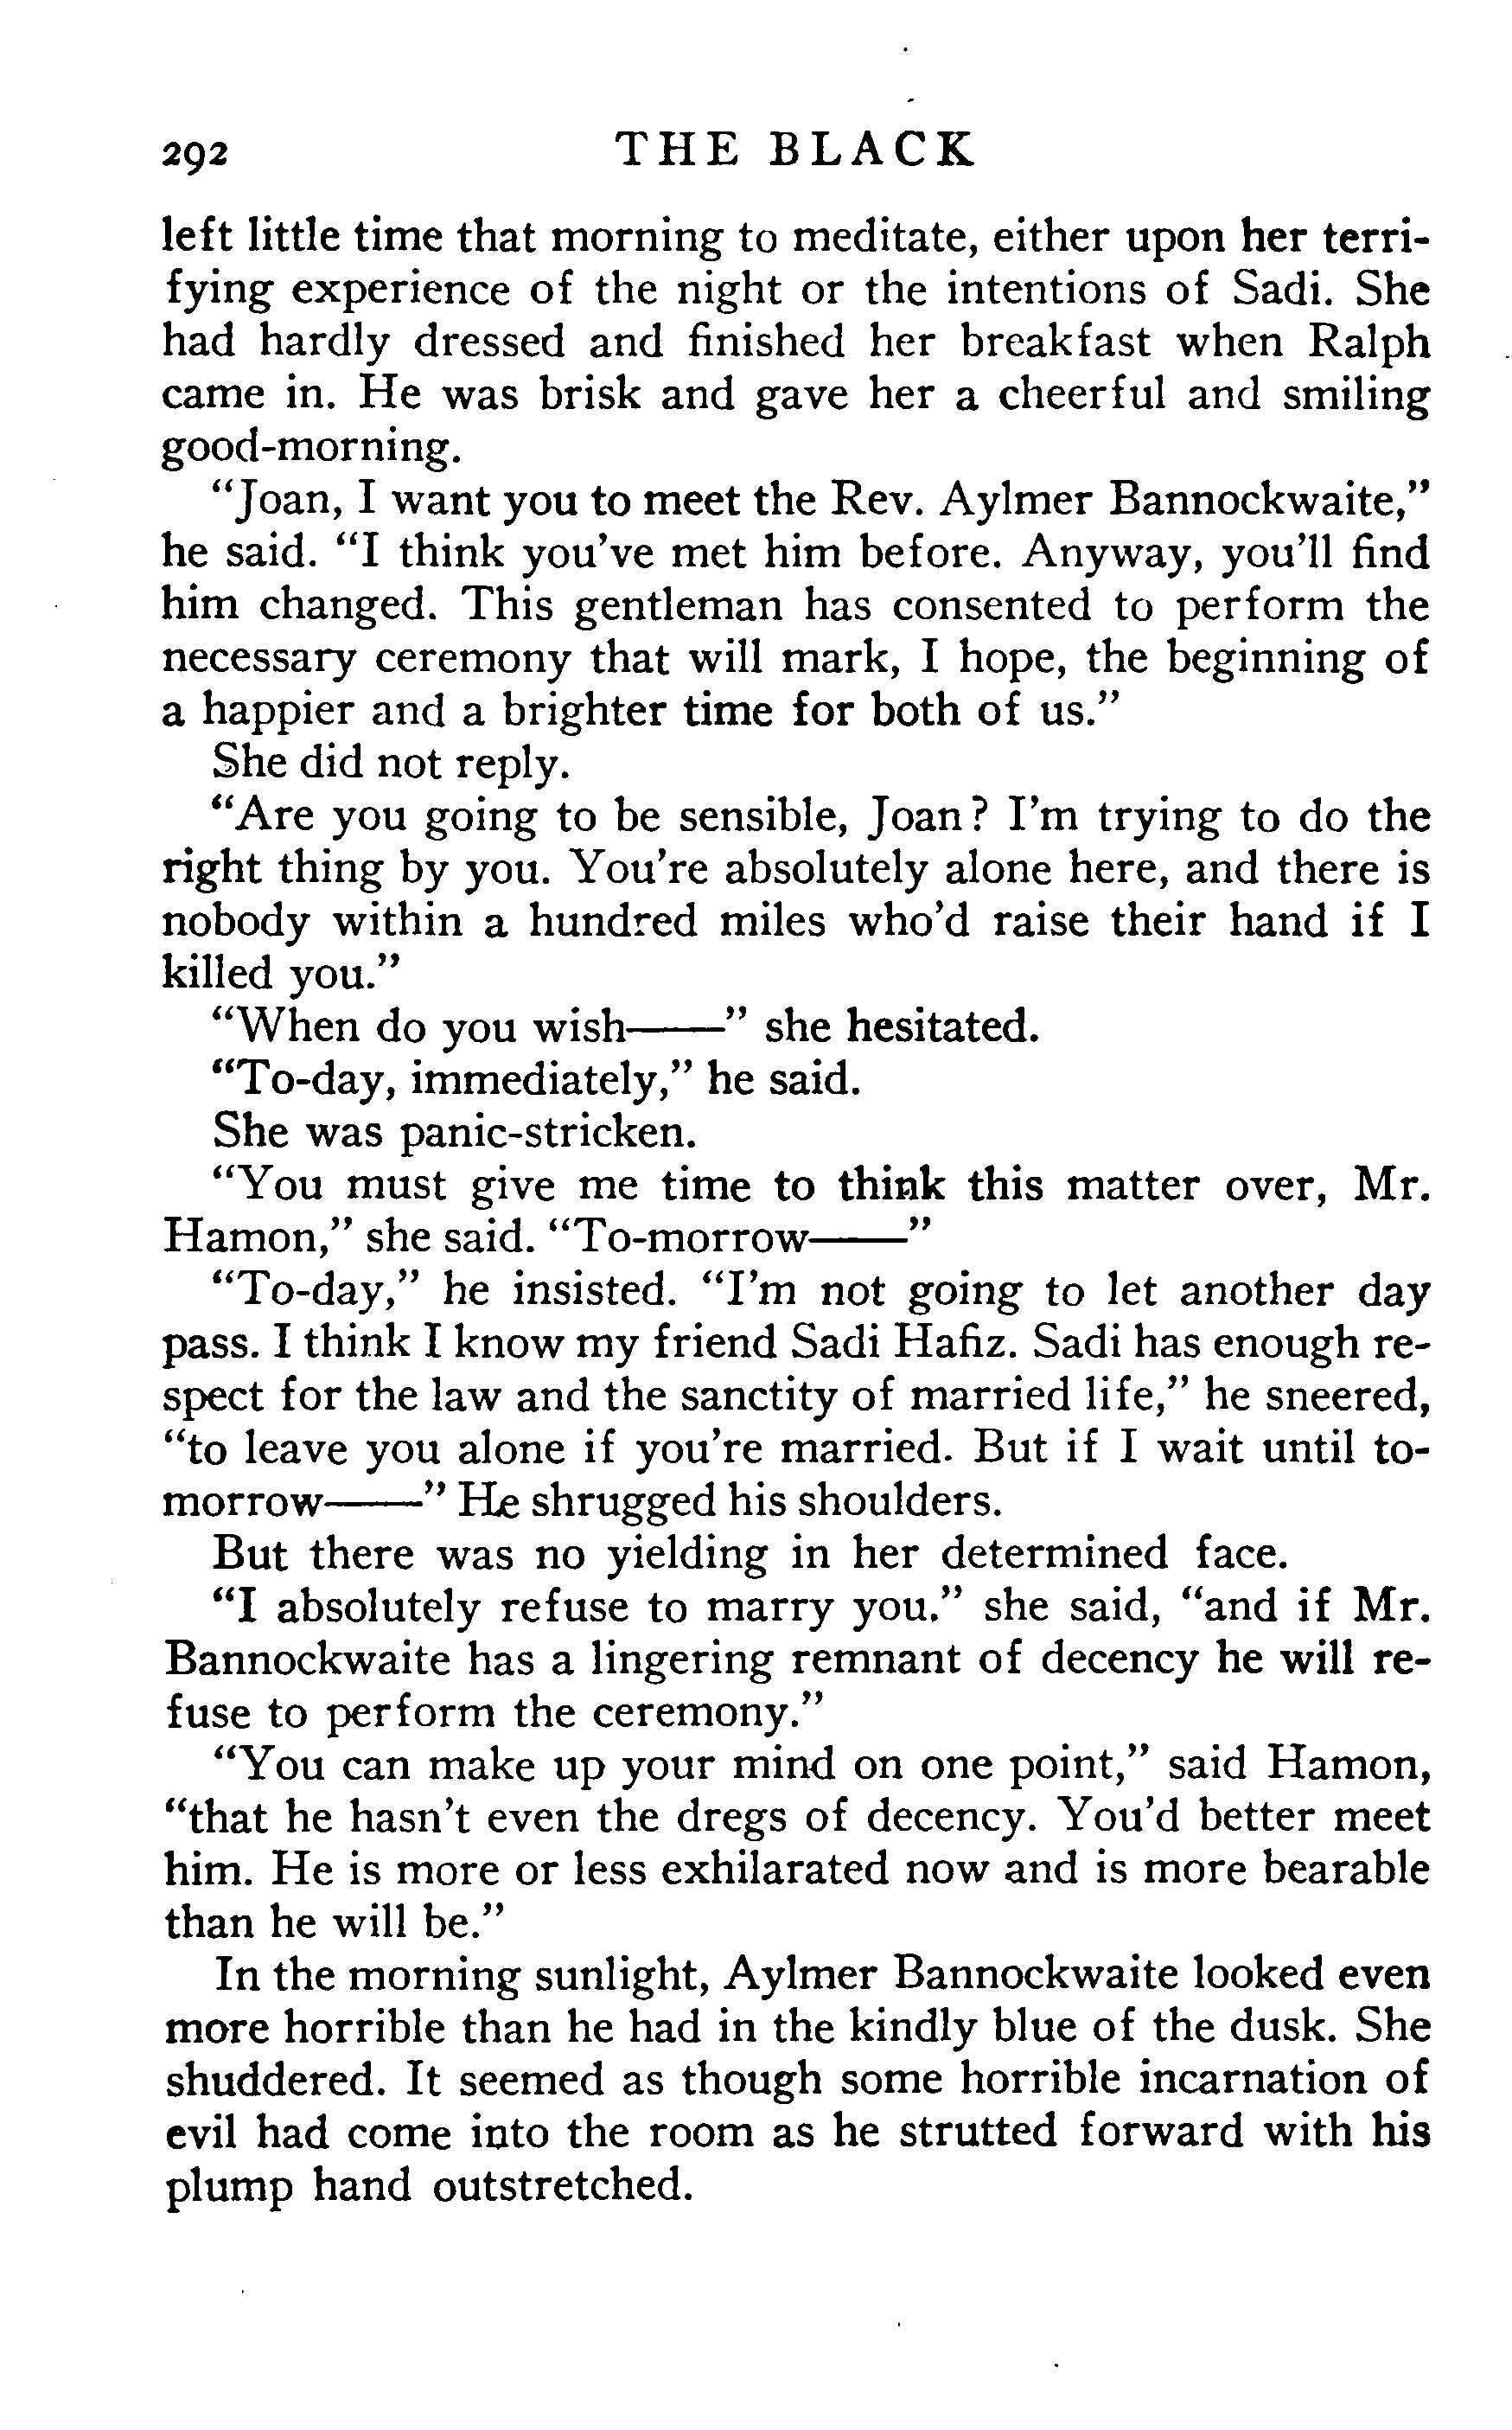 292 THE BLACK
left little time that morning to meditate, either upon her terri-
fying experience of the night or the intentions of Sadi. She
had hardly dressed and finished her breakfast when Ralph
came in. He was brisk and gave her a cheerful and smiling
good-morning.
"Joan, I want you to meet the Rev. Aylmer Bannockwaite,"
he said. "I think you've met him before. Anyway, you'll find
him changed. This gentleman has consented to perform the
necessary ceremony that will mark, I hope, the beginning of
a happier and a brighter time for both of us."
She did not reply.
"Are you going to be sensible, Joan? I'm trying to do the
right thing by you. You're absolutely alone here, and there is
nobody within a hundred miles who'd raise their hand if I
killed you."
"When do you wish——" she hesitated.
"To-day, immediately," he said.
She was panic-stricken.
"You must give me time to think this matter over, Mr.
Hamon," she said. "To-morrow——"
"To-day," he insisted. "I'm not going to let another day
pass. I think I know my friend Sadi Hafiz. Sadi has enough re-
spect for the law and the sanctity of married life," he sneered,
"to leave you alone if you're married. But if I wait until to-
morrow——" He shrugged his shoulders.
But there was no yielding in her determined face.
"I absolutely refuse to marry you." she said, "and if Mr.
Bannockwaite has a lingering remnant of decency he will re-
fuse to perform the ceremony."
"You can make up your mind on one point," said Hamon,
"that he hasn't even the dregs of decency. You'd better meet
him. He is more or less exhilarated now and is more bearable
than he will be."
In the morning sunlight, Aylmer Bannockwaite looked even
more horrible than he had in the kindly blue of the dusk. She
shuddered. It seemed as though some horrible incarnation of
evil had come into the room as he strutted forward with his
plump hand outstretched.